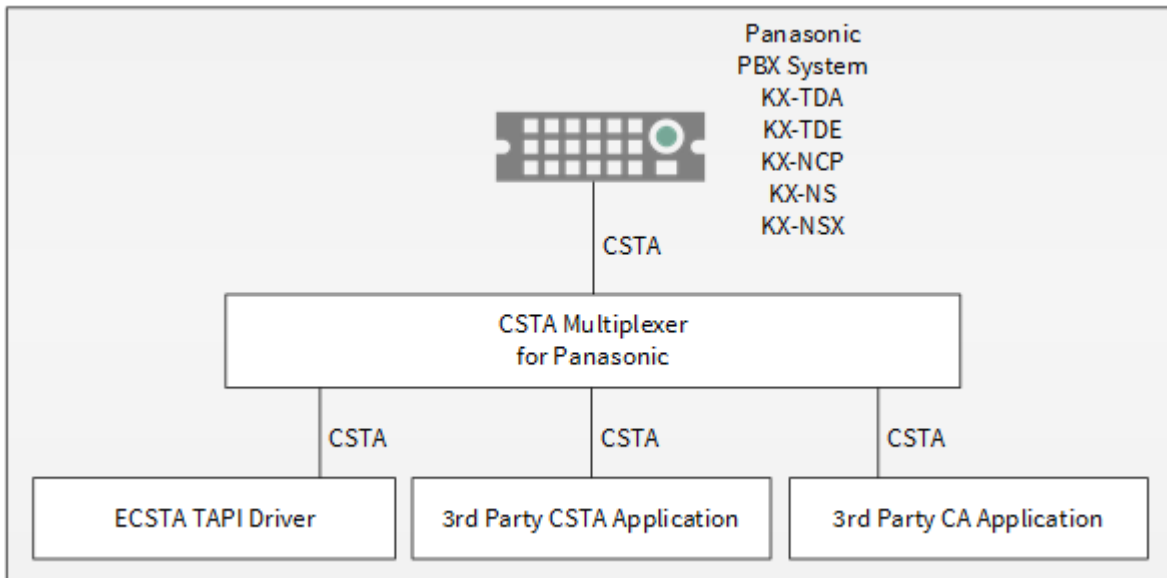 Panasonic
PBX System
KX-TDA
KX-TDE
KX-NCP
KX-NS
KX-NSX
CSTA
CSTA Multiplexer
for Panasonic
CSTA
CSTA
CSTA
ECSTA TAPI Driver
3rd Party CSTA Application
3rd Party CA Application